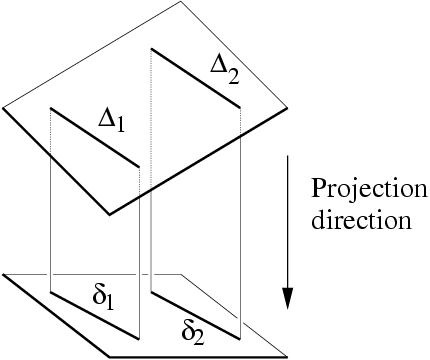 Δ2
Δ1
Projection
direction
δ1
δ2